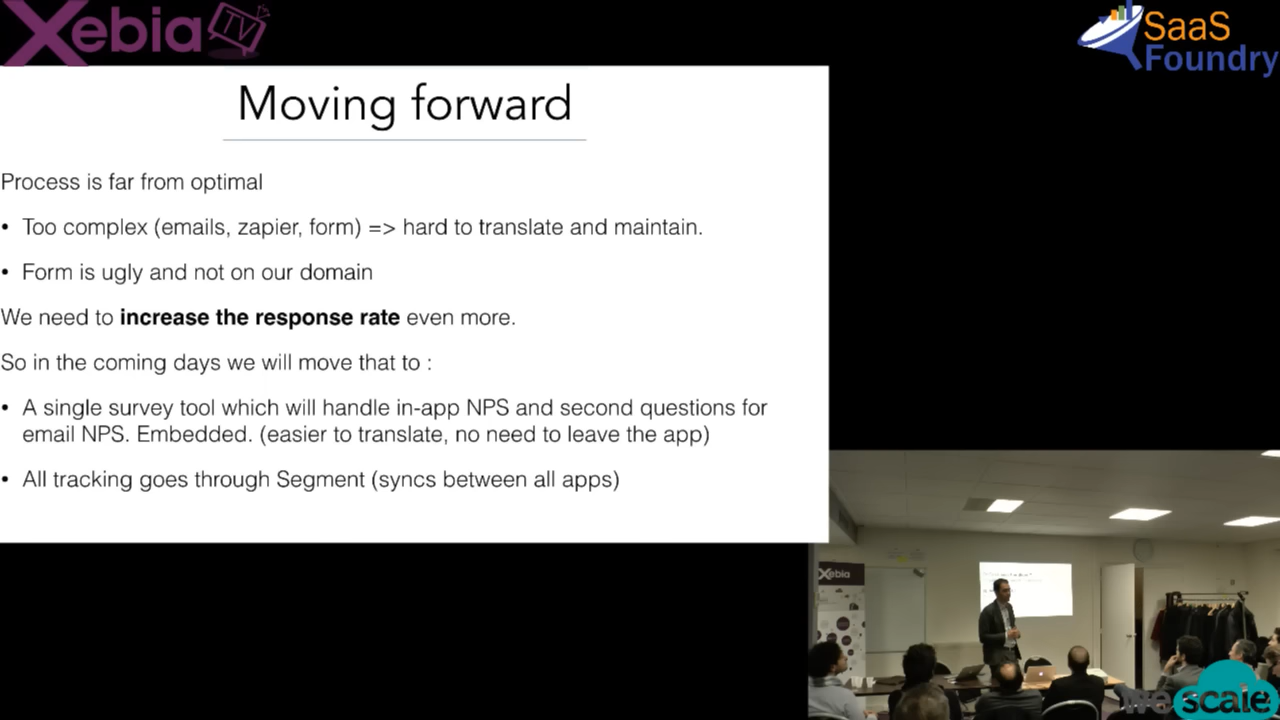 Xebia TV
SaaS
Foundry
Moving forward
Process is far from optimal
• Too complex (emails, zapier, form) => hard to translate and maintain.
• Form is ugly and not on our domain
We need to increase the response rate even more.
So in the coming days we will move that to :
• A single survey tool which will handle in-app NPS and second questions for
email NPS. Embedded. (easier to translate, no need to leave the app)
• All tracking goes through Segment (syncs between all apps)
Xebia
we scale